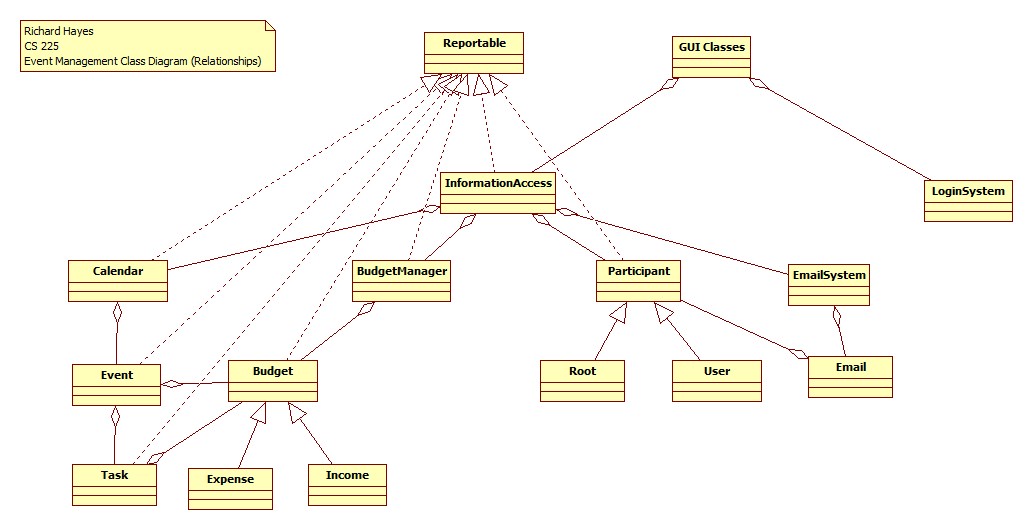 Richard Hayes
CS 225
Event Management Class Diagram (Relationships)
Reportable
GUI Classes
InformationAccess
LoginSystem
Calendar
BudgetManager
Participant
EmailSystem
Event
Budget
Root
User
Email
Task
Expense
Income